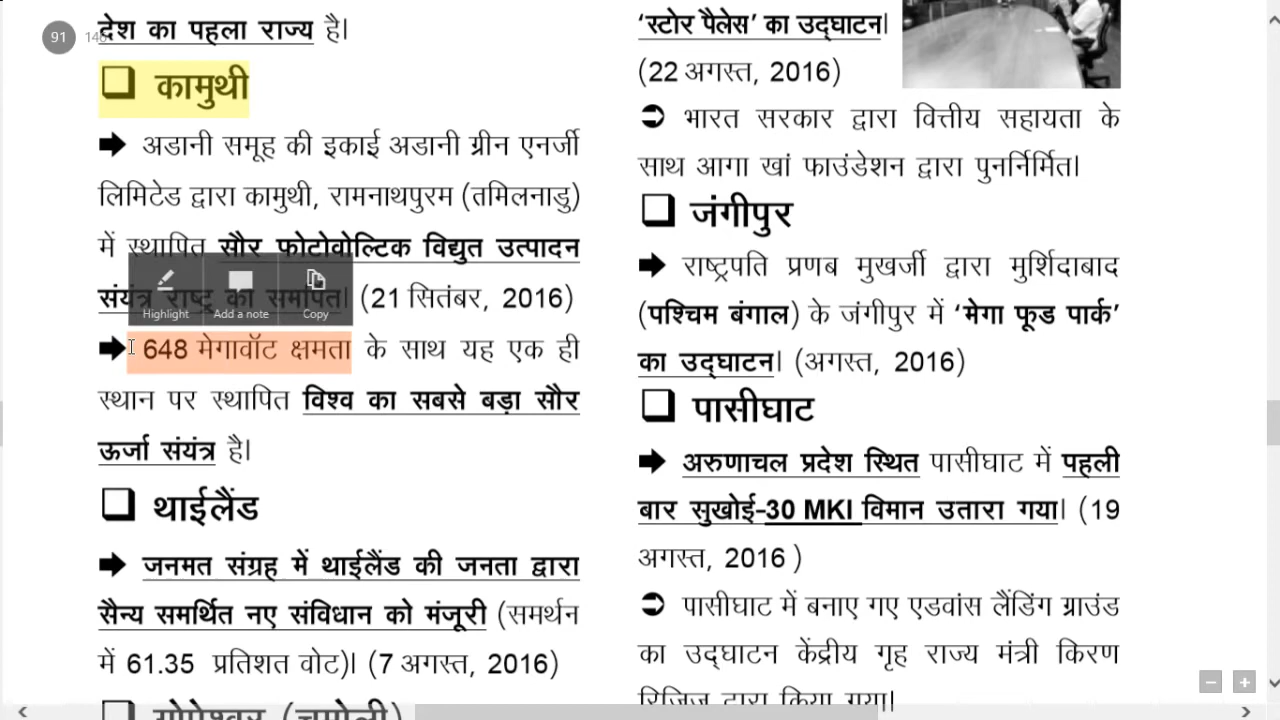 91
देश का पहला राज्य है।
❑ कामुथी
➡ अडानी समूह की इकाई अडानी ग्रीन एनर्जी
लिमिटेड द्वारा कामुथी, रामनाथपुरम (तमिलनाडु)
में स्थापित सौर फोटोवोल्टिक विद्युत उत्पादन
संयंत्र राष्ट्र को समर्पित। (21 सितंबर, 2016)
Highlight Add a note Copy
➡ 648 मेगावॉट क्षमता के साथ यह एक ही
स्थान पर स्थापित विश्व का सबसे बड़ा सौर
ऊर्जा संयंत्र है।
❑ थाईलैंड
➡ जनमत संग्रह में थाईलैंड की जनता द्वारा
सैन्य समर्थित नए संविधान को मंजूरी (समर्थन
में 61.35 प्रतिशत वोट)। (7 अगस्त, 2016)
❑ गोपेश्वर (चमोली)
‘स्टोर पैलेस’ का उद्घाटन।
(22 अगस्त, 2016)
➲ भारत सरकार द्वारा वित्तीय सहायता के
साथ आगा खां फाउंडेशन द्वारा पुनर्निर्मित।
❑ जंगीपुर
➡ राष्ट्रपति प्रणब मुखर्जी द्वारा मुर्शिदाबाद
(पश्चिम बंगाल) के जंगीपुर में ‘मेगा फूड पार्क’
का उद्घाटन। (अगस्त, 2016)
❑ पासीघाट
➡ अरुणाचल प्रदेश स्थित पासीघाट में पहली
बार सुखोई-30 MKI विमान उतारा गया। (19
अगस्त, 2016 )
➲ पासीघाट में बनाए गए एडवांस लैंडिंग ग्राउंड
का उद्घाटन केंद्रीय गृह राज्य मंत्री किरण
रिजिजू द्वारा किया गया।